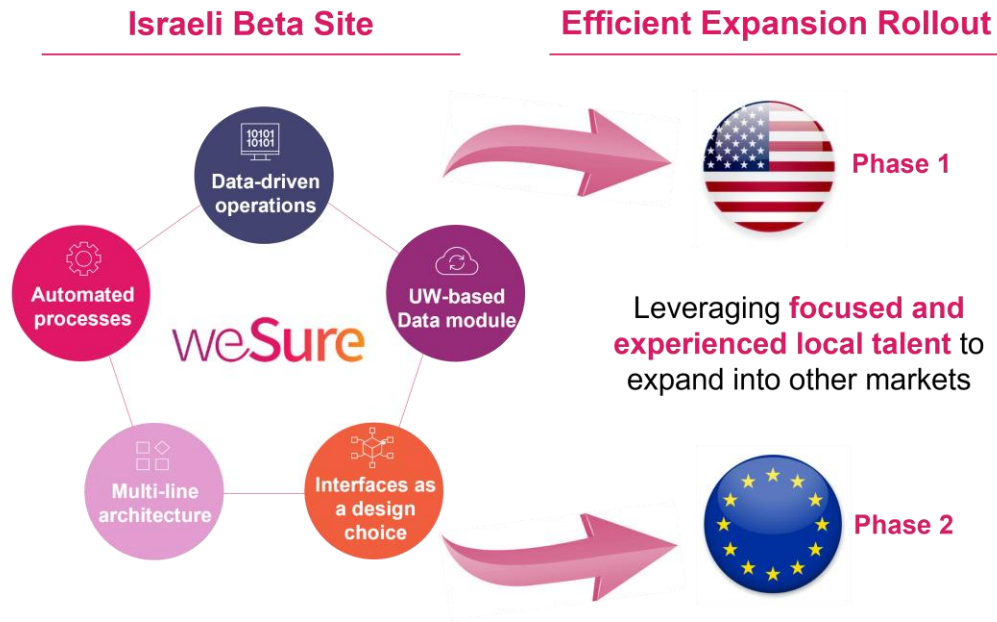 Israeli Beta Site
Efficient Expansion Rollout
10101
10101
Data-driven
operations
Automated
processes
UW-based
Data module
weSure
Multi-line
architecture
Interfaces as
a design
choice
Phase 1
Leveraging focused and
experienced local talent to
expand into other markets
Phase 2